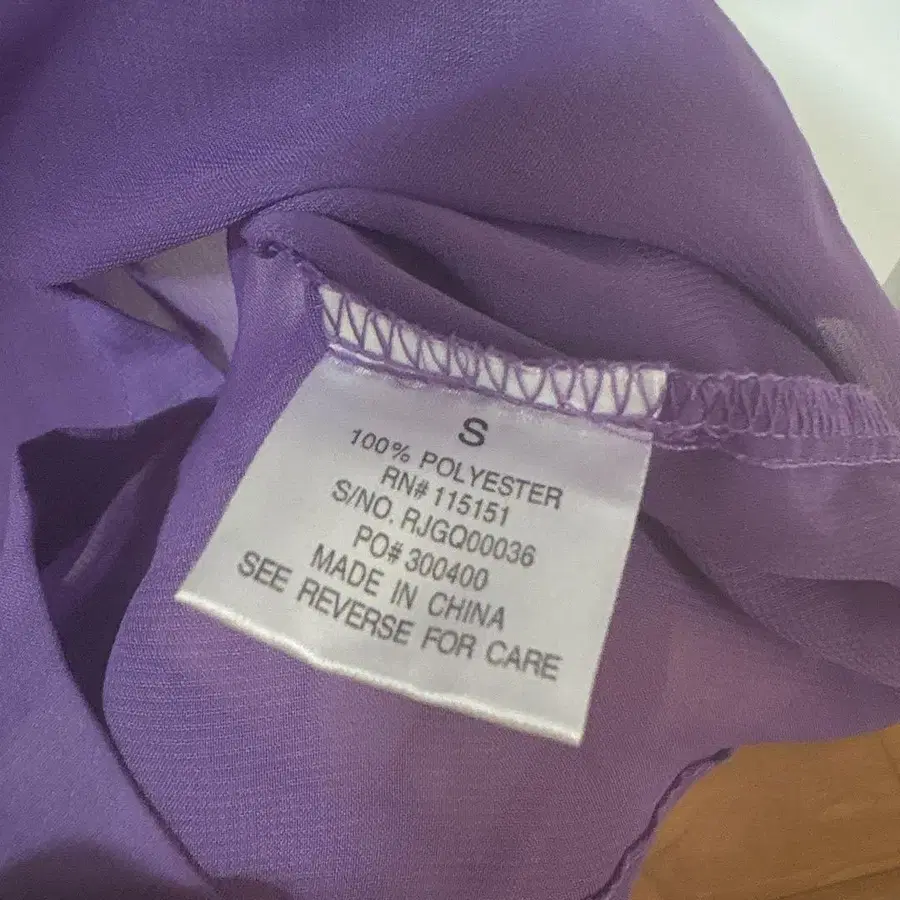 S
100% POLYESTER
RN# 115151
S/NO. RJGQ00036
PO# 300400
MADE IN CHINA
SEE REVERSE FOR CARE